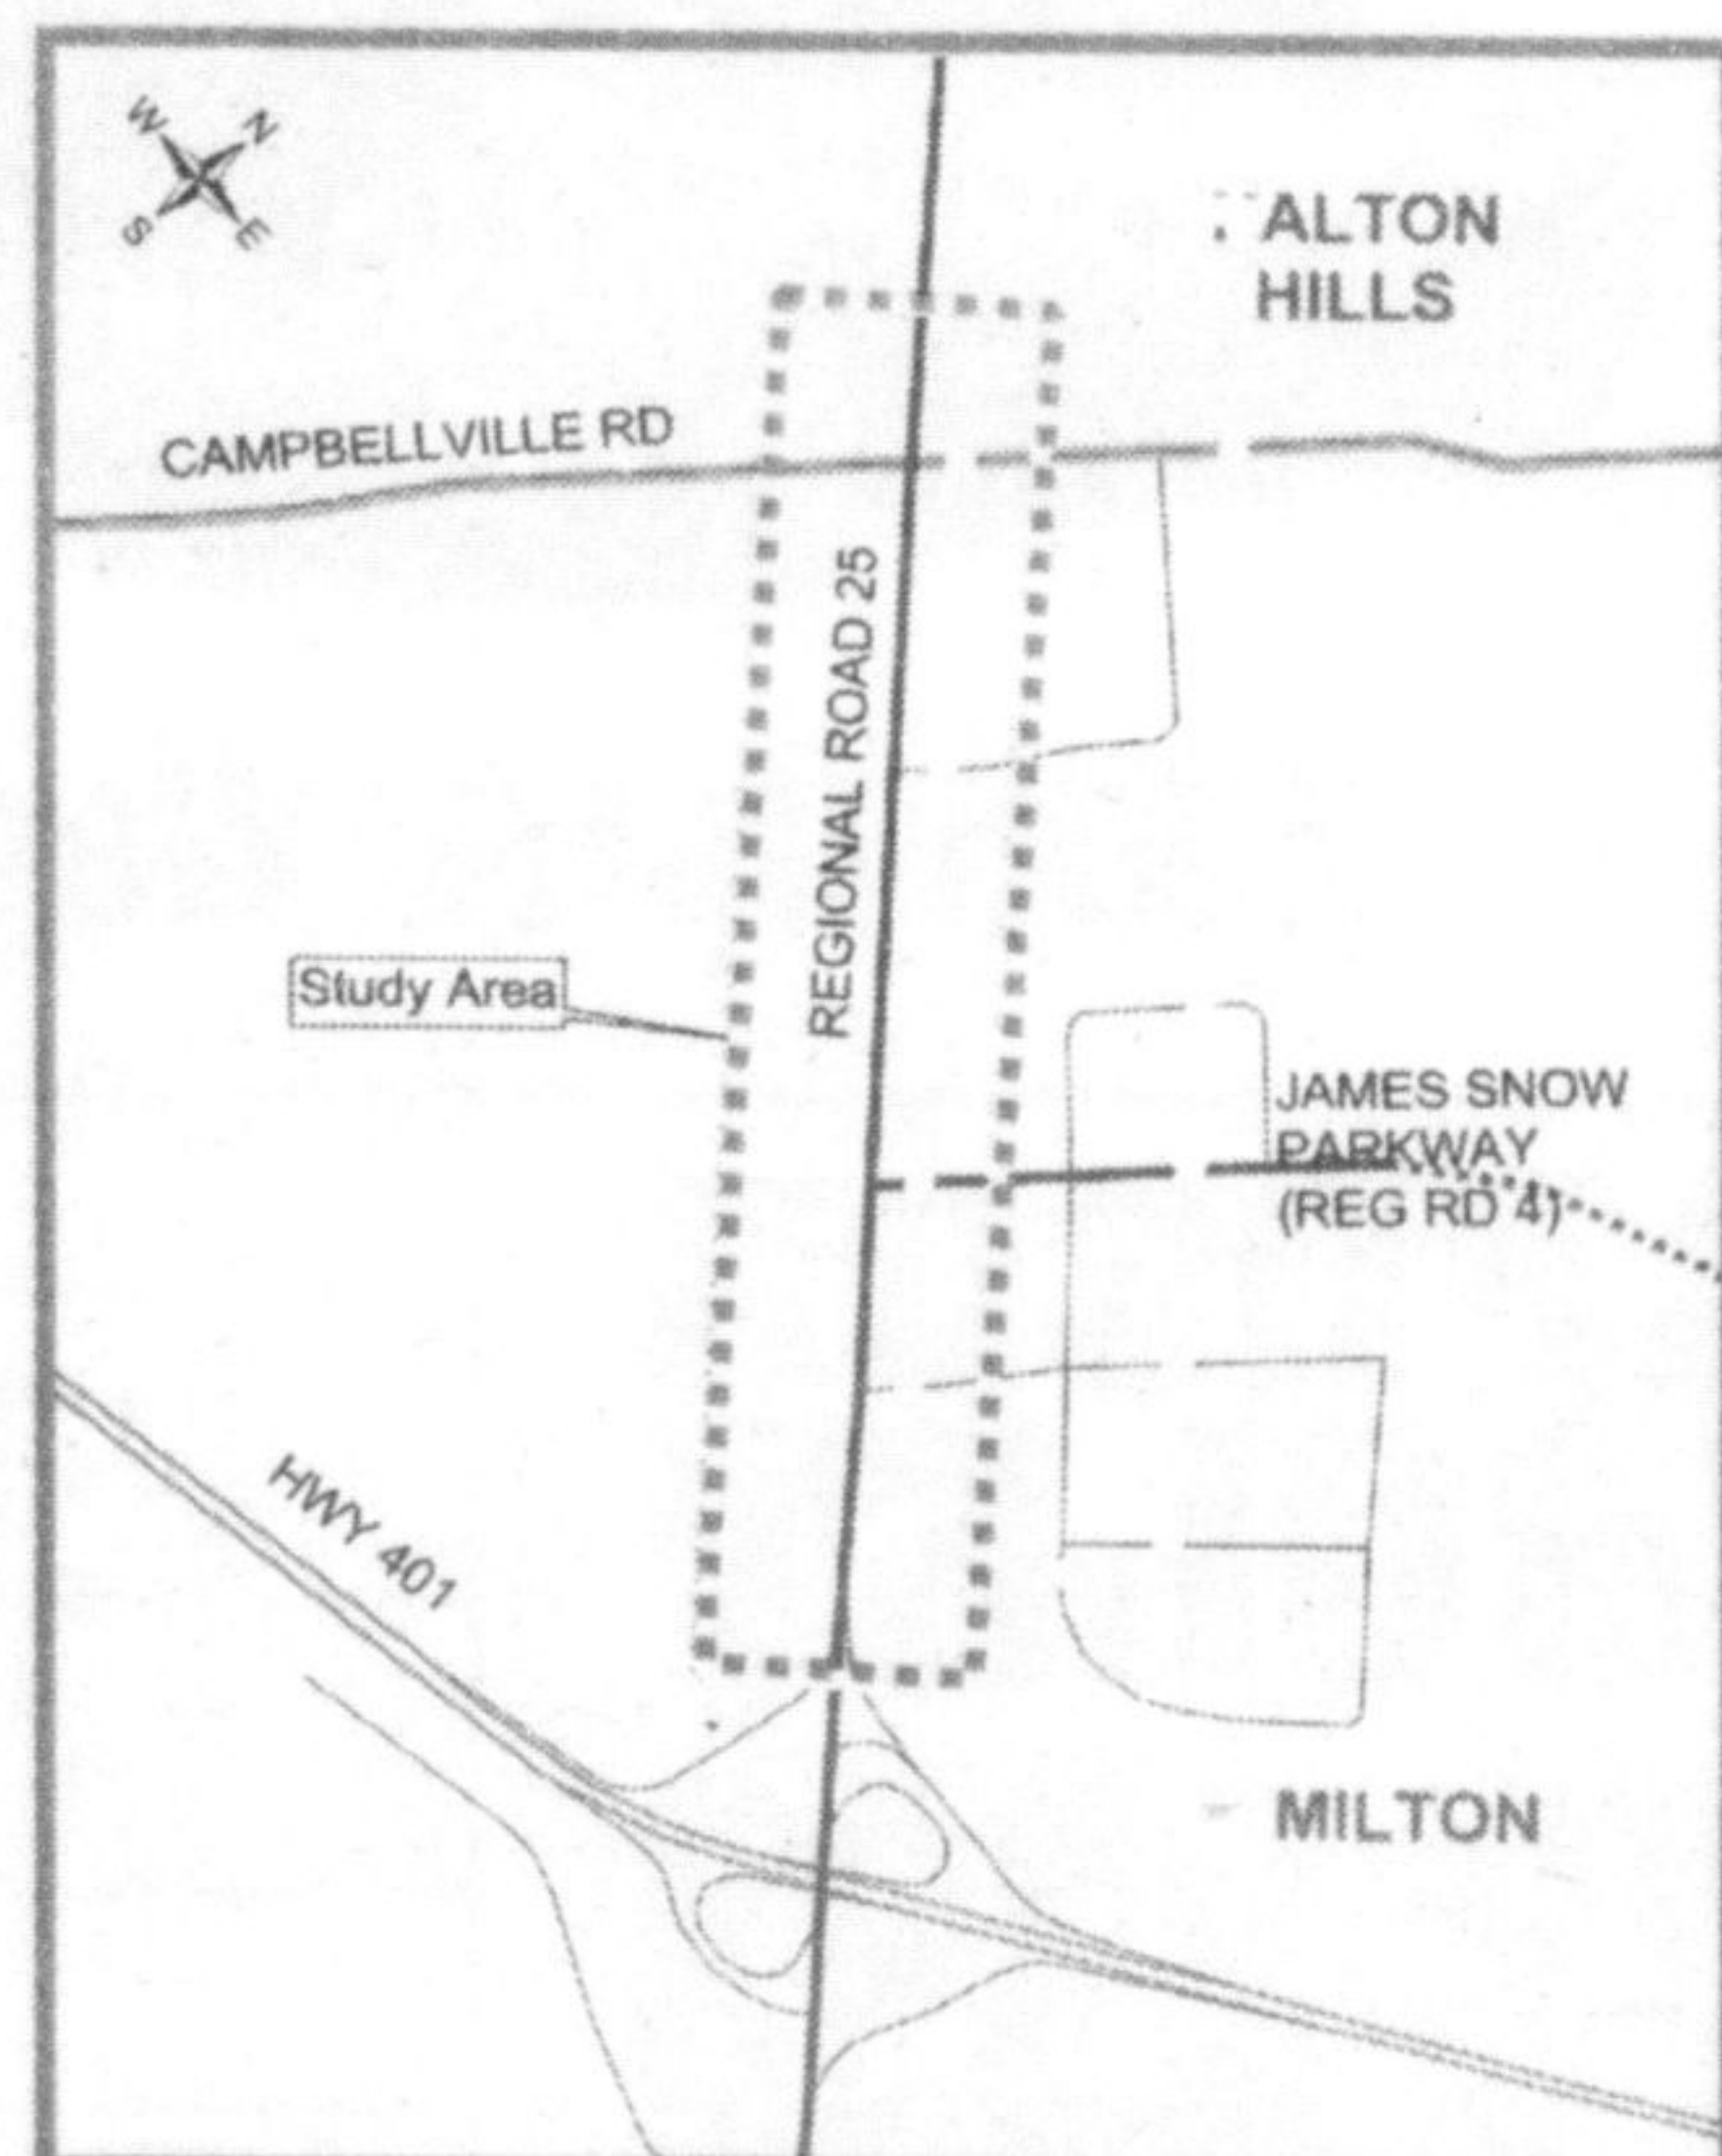 W
N
S
E
ALTON
HILLS
CAMPBELLVILLE RD
REGIONAL ROAD 25
Study Area
JAMES SNOW
PARKWAY
(REG RD 4)
HWY 401
MILTON